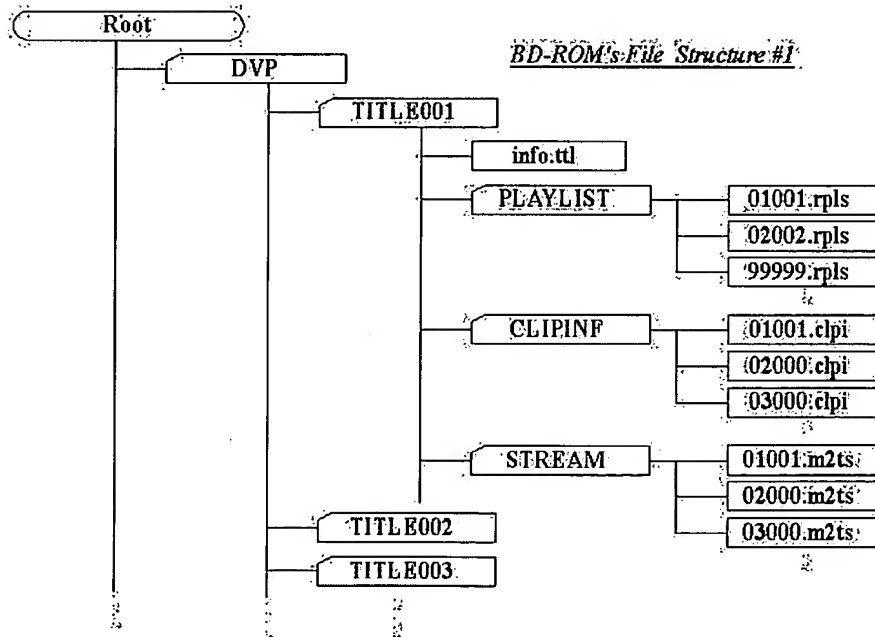 Root
BD-ROM's File Structure #1
DVP
TITLE001
info.ttl
PLAYLIST
01001.rpls
02002.rpls
99999.rpls
CLIPINF
01001.clpi
02000.clpi
03000.clpi
STREAM
01001.m2ts
02000.m2ts
03000.m2ts
TITLE002
TITLE003